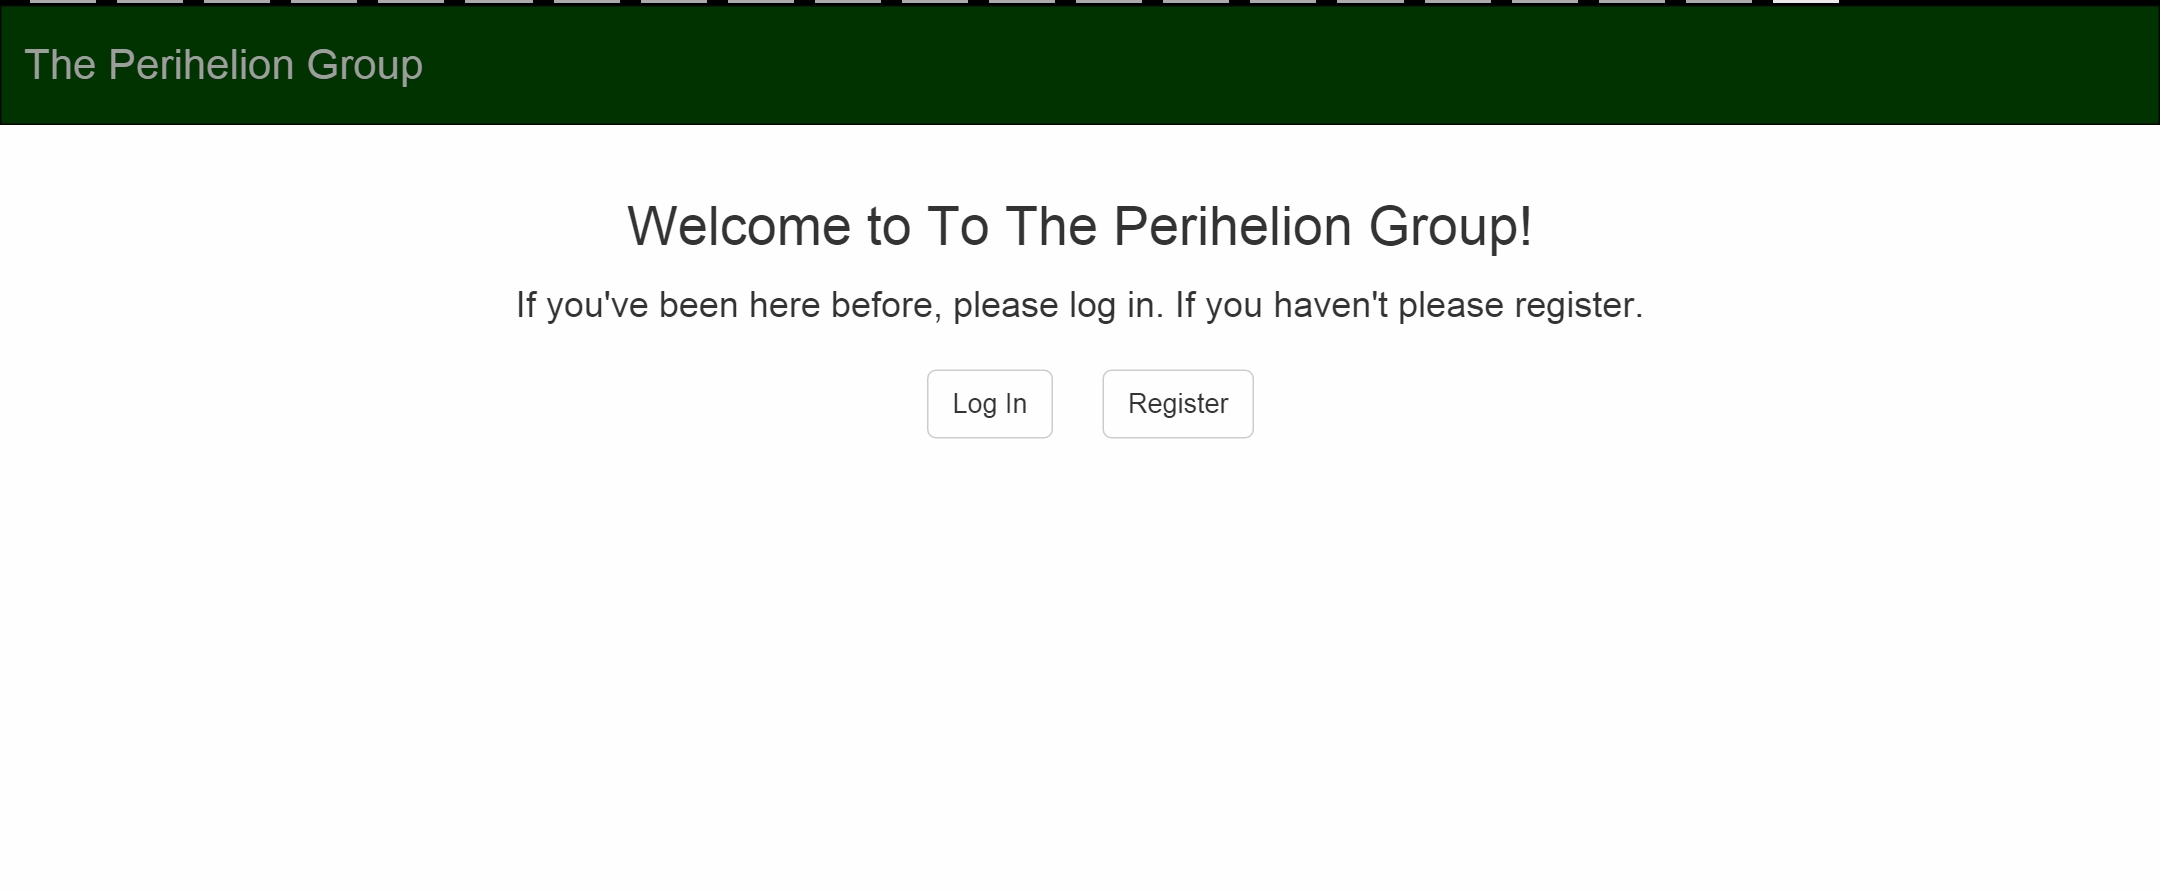 The Perihelion Group
Welcome to To The Perihelion Group!
If you've been here before, please log in. If you haven't please register.
Log In
Register